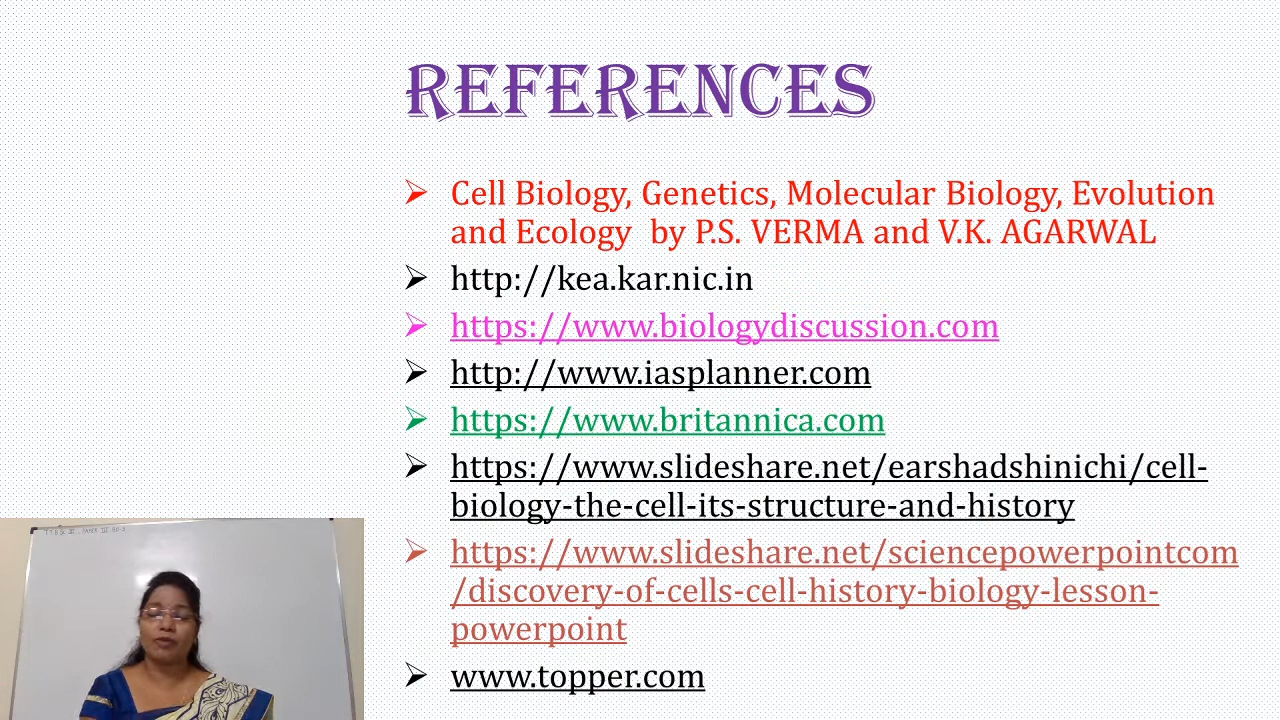 REFERENCES
Cell Biology, Genetics, Molecular Biology, Evolution
and Ecology by P.S. VERMA and V.K. AGARWAL
http://kea.kar.nic.in
https://www.biologydiscussion.com
http://www.iasplanner.com
https://www.britannica.com
https://www.slideshare.net/earshadshinichi/cell-
biology-the-cell-its-structure-and-history
https://www.slideshare.net/sciencepowerpointcom
/discovery-of-cells-cell-history-biology-lesson-
powerpoint
www.topper.com